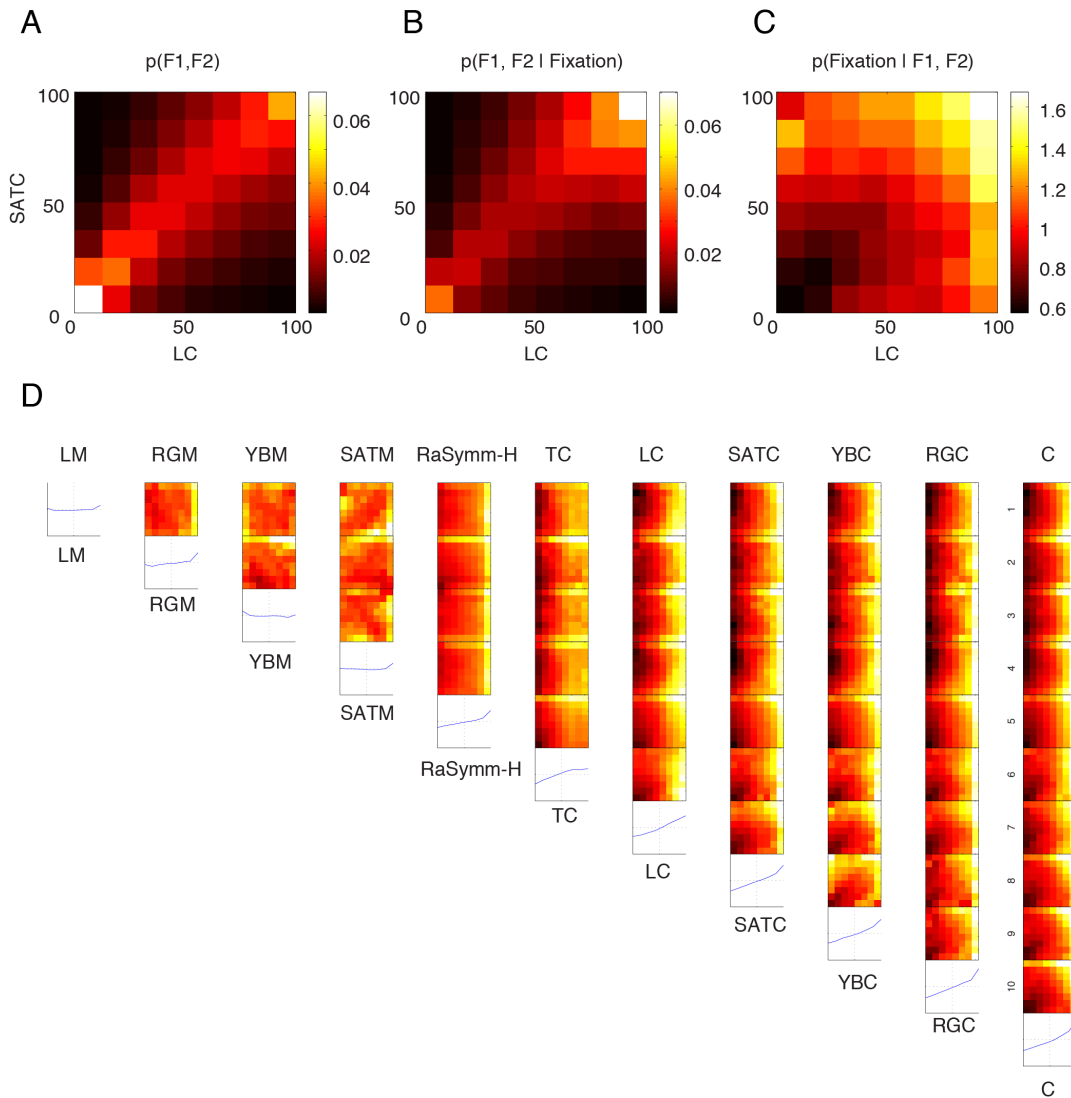 A
B
C
p(F1,F2)
p(F1, F2 I Fixation)
p(Fixation I F1, F2)
100
50
0
SATC
0
50
100
LC
0.06
0.04
0.02
100
50
0
0
50
100
LC
0.06
0.04
0.02
100
50
0
0
50
100
LC
1.6
1.4
1.2
1
0.8
0.6
D
LM
RGM
YBM
SATM
RaSymm-H
TC
LC
SATC
YBC
RGC
C
1
2
3
4
5
6
7
8
9
10
LM
RGM
YBM
SATM
RaSymm-H
TC
LC
SATC
YBC
RGC
C